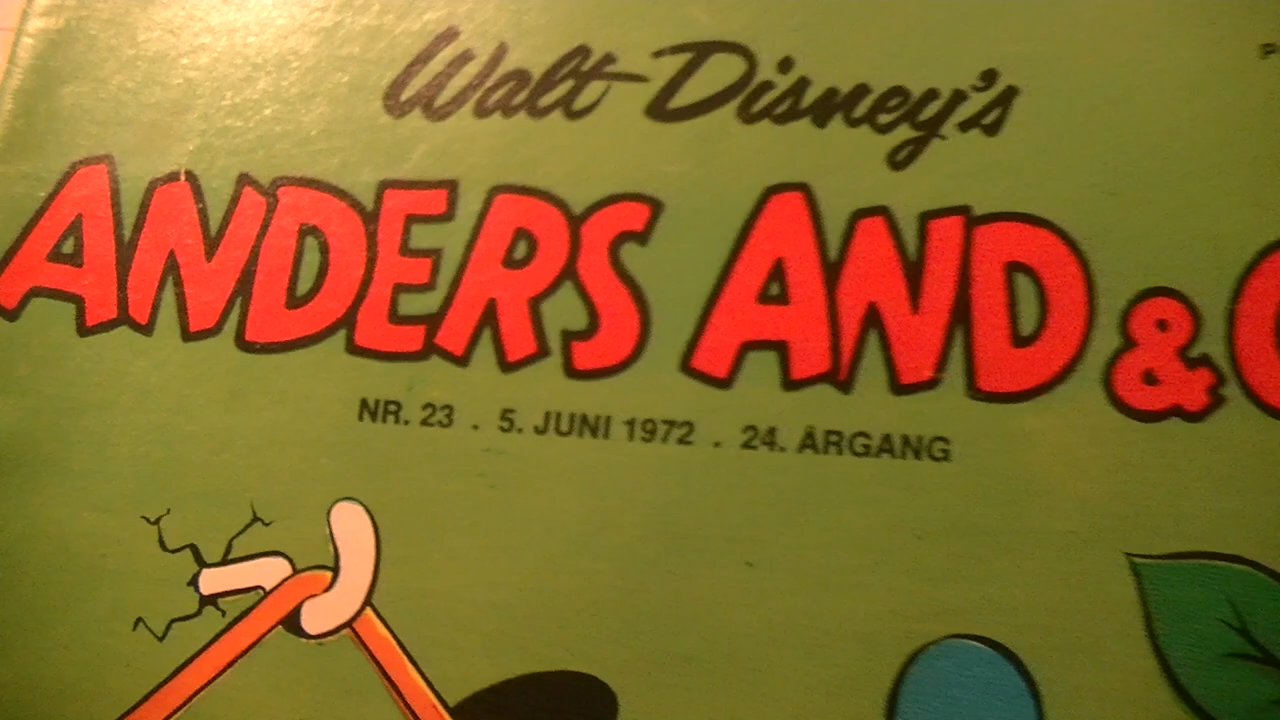 Walt Disney's
ANDERS AND &
NR. 23 . 5. JUNI 1972 . 24. ÅRGANG